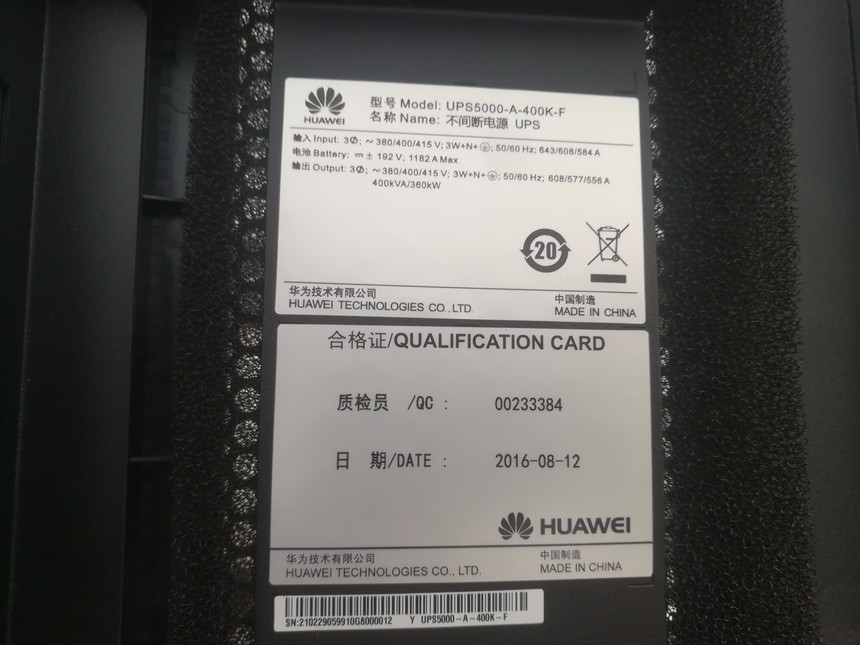 HUAWEI
型号 Model: UPS5000-A-400K-F
名称 Name: 不间断电源 UPS
输入 Input: 3Ф; ~380/400/415 V; 3W+N+⏚; 50/60 Hz; 643/608/584 A
电池 Battery: ⎓ ± 192 V; 1182 A Max
输出 Output: 3Ф; ~380/400/415 V; 3W+N+⏚; 50/60 Hz; 608/577/556 A
400kVA/360kW
20
华为技术有限公司
HUAWEI TECHNOLOGIES CO., LTD.
中国制造
MADE IN CHINA
合格证/QUALIFICATION CARD
质检员 /QC : 00233384
日 期/DATE : 2016-08-12
HUAWEI
华为技术有限公司
HUAWEI TECHNOLOGIES CO., LTD.
中国制造
MADE IN CHINA
SN:210229059910G8000012 Y UPS5000-A-400K-F